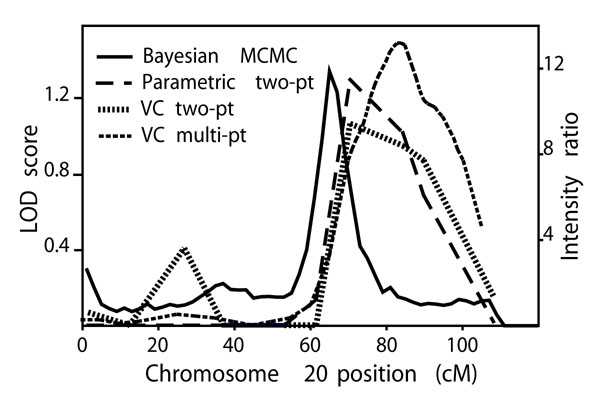 Bayesian MCMC
Parametric two-pt
VC two-pt
VC multi-pt
1.2
0.8
0.4
LOD score
12
8
4
Intensity ratio
0 20 40 60 80 100
Chromosome 20 position (cM)